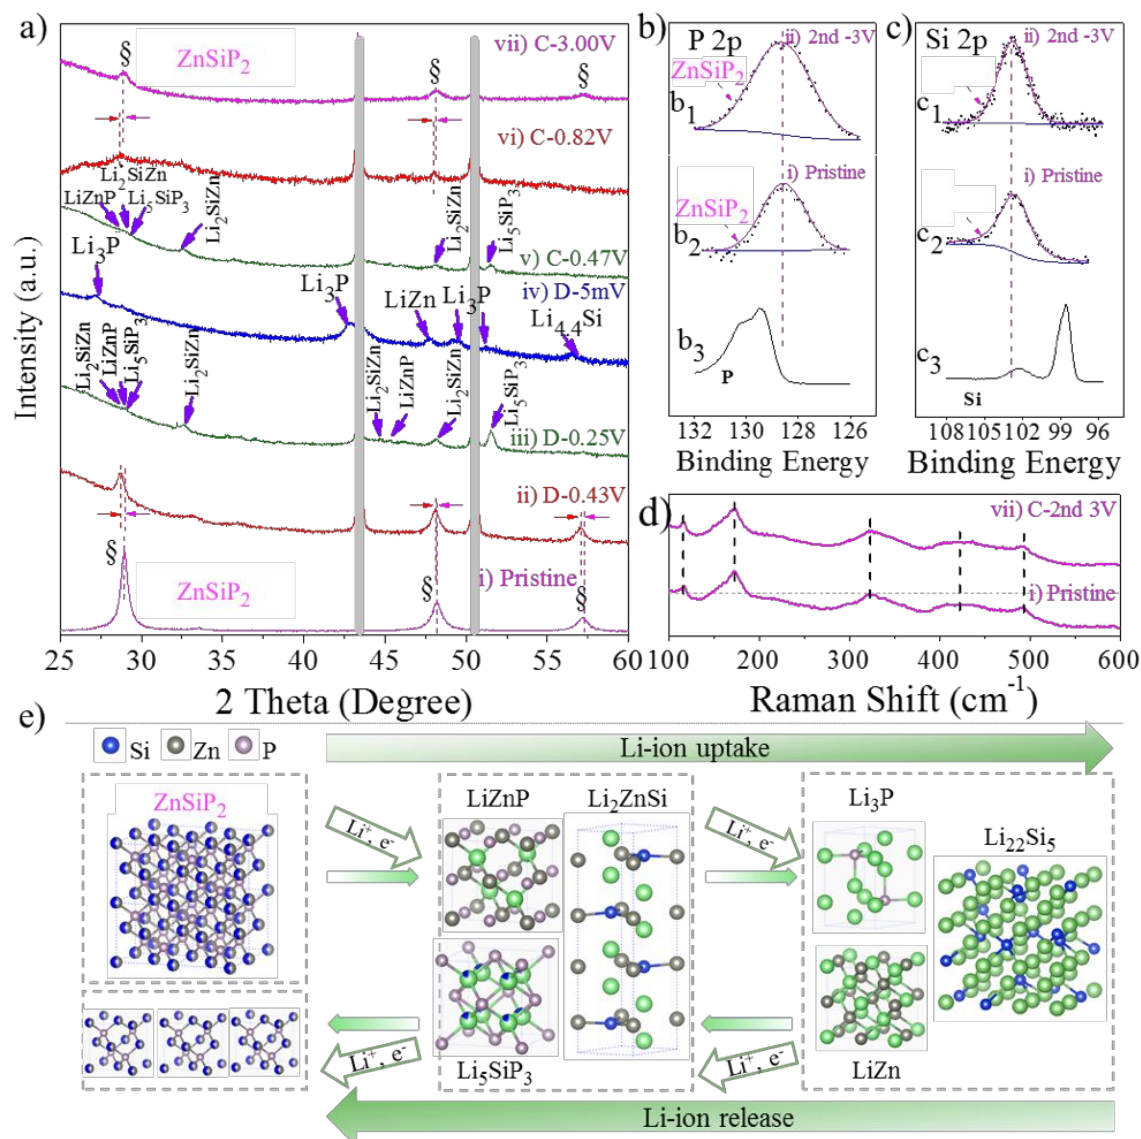 a)
§
ZnSiP2
vii) C-3.00V
§
§
vi) C-0.82V
Li2SiZn
LiZnP
Li5SiP3
Li2SiZn
Li2SiZn
Li5SiP3
v) C-0.47V
Li3P
Li3P
LiZn
Li3P
iv) D-5mV
Li4.4Si
Li2SiZn
LiZnP
Li5SiP3
Li2SiZn
Li2SiZn
LiZnP
Li2SiZn
Li5SiP3
iii) D-0.25V
ii) D-0.43V
§
ZnSiP2
§
i) Pristine
§
Intensity (a.u.)
25 30 35 40 45 50 55 60
2 Theta (Degree)
b)
P 2p
ii) 2nd -3V
ZnSiP2
b1
i) Pristine
ZnSiP2
b2
b3
P
132 130 128 126
Binding Energy
c)
Si 2p
ii) 2nd -3V
c1
i) Pristine
c2
c3
Si
108 105 102 99 96
Binding Energy
d)
vii) C-2nd 3V
i) Pristine
100 200 300 400 500 600
Raman Shift (cm-1)
e)
Si Zn P
Li-ion uptake
ZnSiP2
Li+, e-
LiZnP
Li2ZnSi
Li5SiP3
Li+, e-
Li3P
Li22Si5
LiZn
Li+, e-
Li+, e-
Li-ion release